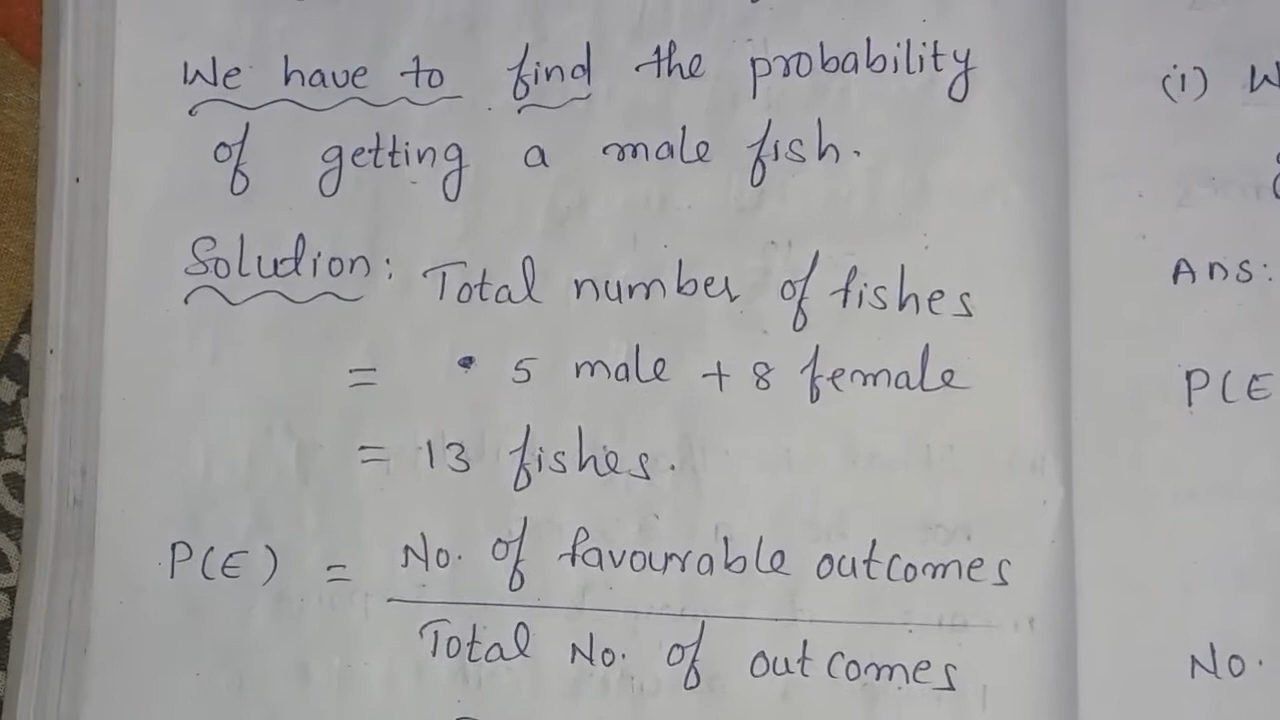 We have to find the probability
of getting a male fish.
Solution: Total number of fishes
= 5 male + 8 female
= 13 fishes.
P(E) = No. of favourable outcomes
Total No. of outcomes
(i) W
Ans:
P(E
No.